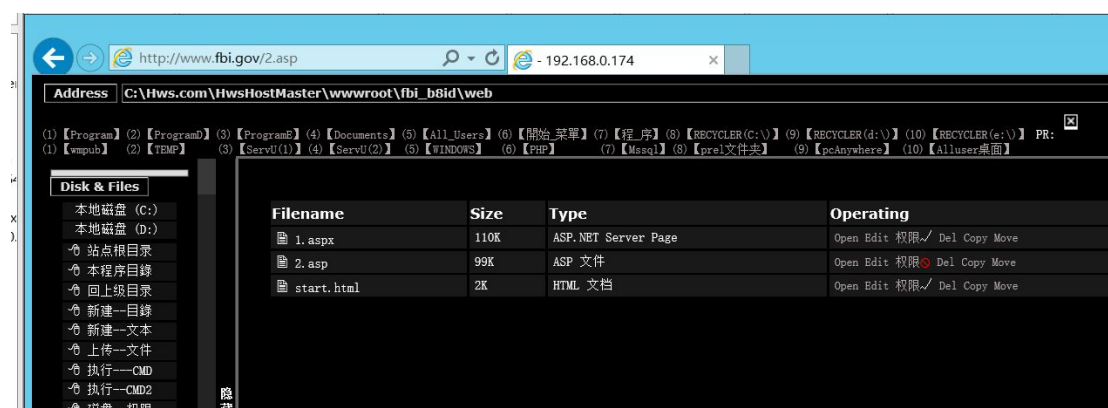 http://www.fbi.gov/2.asp
- 192.168.0.174
Address C:\Hws.com\HwsHostMaster\wwwroot\fbi_b8id\web
(1)【Program】(2)【ProgramD】(3)【ProgramE】(4)【Documents】(5)【All_Users】(6)【開始_菜單】(7)【程_序】(8)【RECYCLER(C:\)】(9)【RECYCLER(d:\)】(10)【RECYCLER(e:\)】 PR:
(1)【wmpub】 (2)【TEMP】 (3)【ServU(1)】(4)【ServU(2)】 (5)【WINDOWS】 (6)【PHP】 (7)【Mssql】(8)【prel文件夹】 (9)【pcAnywhere】 (10)【Alluser桌面】
Disk & Files
本地磁盘 (C:)
本地磁盘 (D:)
站点根目录
本程序目錄
回上级目录
新建--目錄
新建--文本
上传--文件
执行---CMD
执行--CMD2
Filename Size Type Operating
1.aspx 110K ASP.NET Server Page Open Edit 权限✓ Del Copy Move
2.asp 99K ASP 文件 Open Edit 权限 Del Copy Move
start.html 2K HTML 文档 Open Edit 权限✓ Del Copy Move
隐